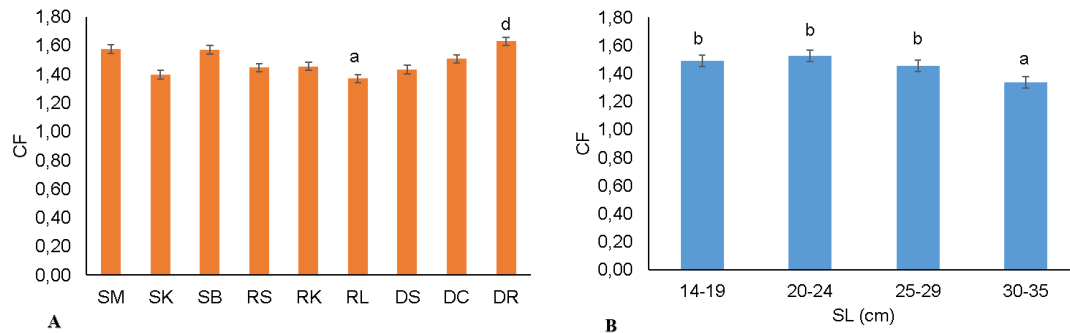 1,80
1,60
1,40
1,20
1,00
0,80
0,60
0,40
0,20
0,00
CF
a
d
SM SK SB RS RK RL DS DC DR
A
1,80
1,60
1,40
1,20
1,00
0,80
0,60
0,40
0,20
0,00
CF
b b b a
14-19 20-24 25-29 30-35
SL (cm)
B